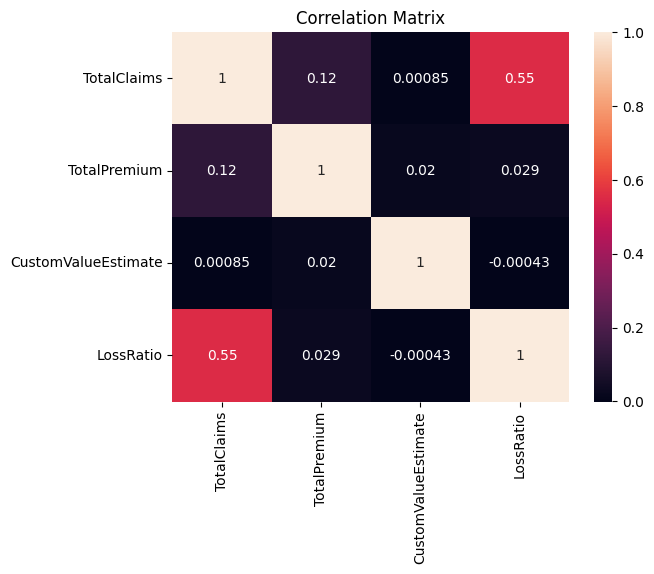 Correlation Matrix
TotalClaims 1 0.12 0.00085 0.55
TotalPremium 0.12 1 0.02 0.029
CustomValueEstimate 0.00085 0.02 1 -0.00043
LossRatio 0.55 0.029 -0.00043 1
TotalClaims
TotalPremium
CustomValueEstimate
LossRatio
1.0
0.8
0.6
0.4
0.2
0.0